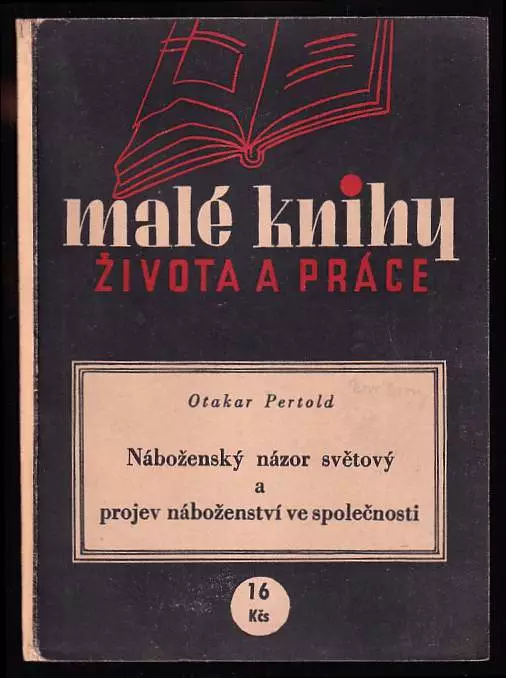 malé knihy
ŽIVOTA A PRÁCE
Otakar Pertold
Náboženský názor světový
a
projev náboženství ve společnosti
16
Kčs